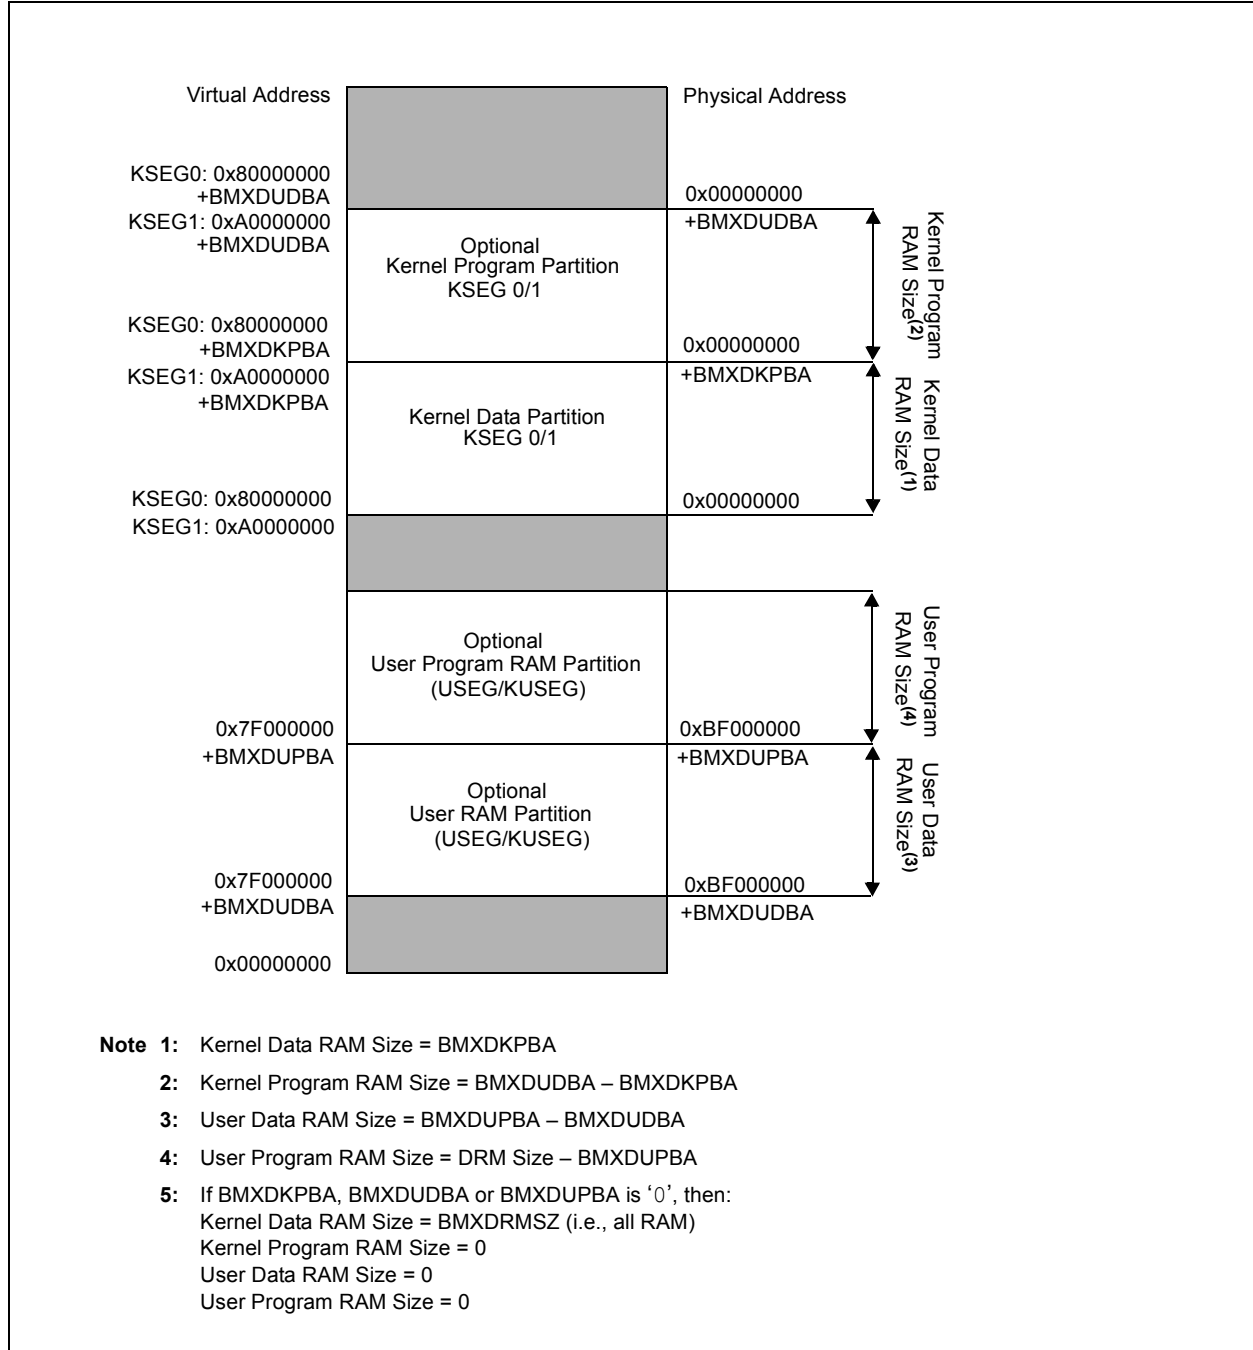 Virtual Address
Physical Address
KSEG0: 0x80000000
+BMXDUDBA
KSEG1: 0xA0000000
+BMXDUDBA
0x00000000
+BMXDUDBA
Optional
Kernel Program Partition
KSEG 0/1
Kernel Program
RAM Size(2)
KSEG0: 0x80000000
+BMXDKPBA
KSEG1: 0xA0000000
+BMXDKPBA
0x00000000
+BMXDKPBA
Kernel Data Partition
KSEG 0/1
Kernel Data
RAM Size(1)
KSEG0: 0x80000000
KSEG1: 0xA0000000
0x00000000
Optional
User Program RAM Partition
(USEG/KUSEG)
User Program
RAM Size(4)
0x7F000000
+BMXDUPBA
0xBF000000
+BMXDUPBA
Optional
User RAM Partition
(USEG/KUSEG)
User Data
RAM Size(3)
0x7F000000
+BMXDUDBA
0xBF000000
+BMXDUDBA
0x00000000
Note 1: Kernel Data RAM Size = BMXDKPBA
2: Kernel Program RAM Size = BMXDUDBA – BMXDKPBA
3: User Data RAM Size = BMXDUPBA – BMXDUDBA
4: User Program RAM Size = DRM Size – BMXDUPBA
5: If BMXDKPBA, BMXDUDBA or BMXDUPBA is ‘0’, then:
Kernel Data RAM Size = BMXDRMSZ (i.e., all RAM)
Kernel Program RAM Size = 0
User Data RAM Size = 0
User Program RAM Size = 0